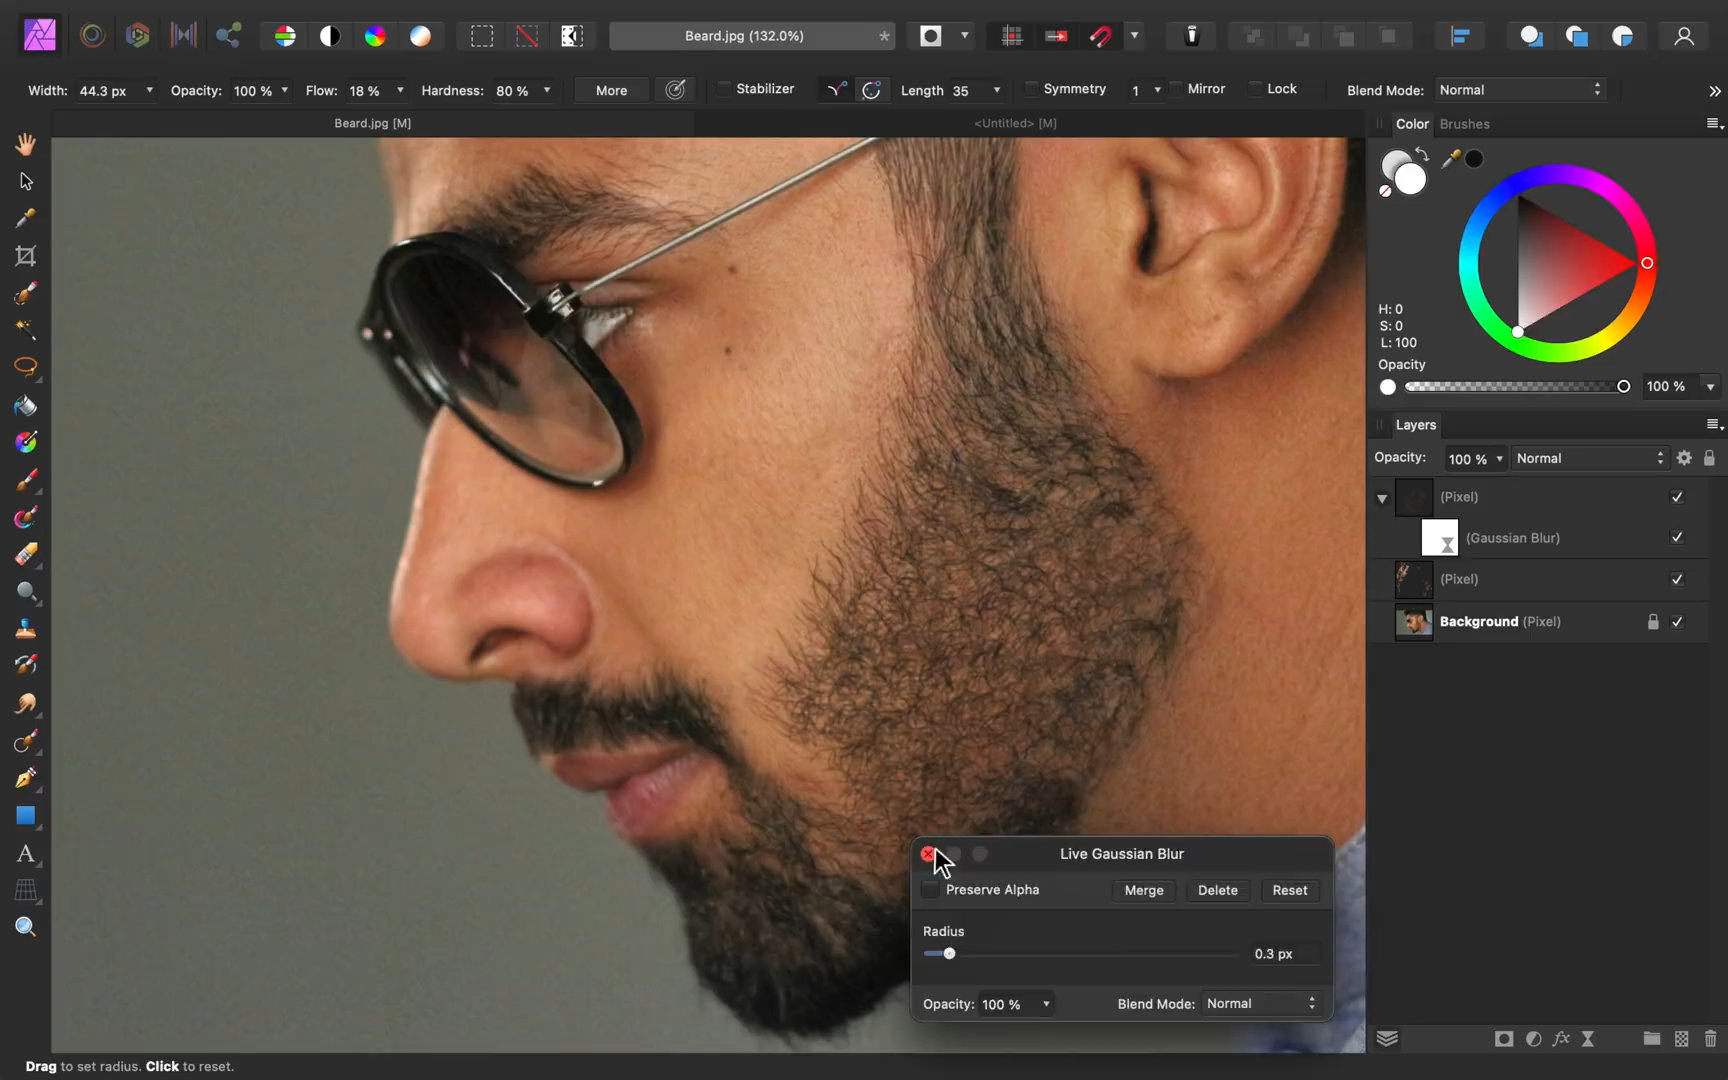 Beard.jpg (132.0%) *
Width: 44.3 px Opacity: 100 % Flow: 18 % Hardness: 80 % More Stabilizer Length 35 Symmetry 1 Mirror Lock Blend Mode: Normal
Beard.jpg [M] <Untitled> [M]
Color Brushes
H: 0
S: 0
L: 100
Opacity
100 %
Layers
Opacity: 100 % Normal
(Pixel)
(Gaussian Blur)
(Pixel)
Background (Pixel)
Live Gaussian Blur
Preserve Alpha Merge Delete Reset
Radius
0.3 px
Opacity: 100 % Blend Mode: Normal
A
fx
Drag to set radius. Click to reset.